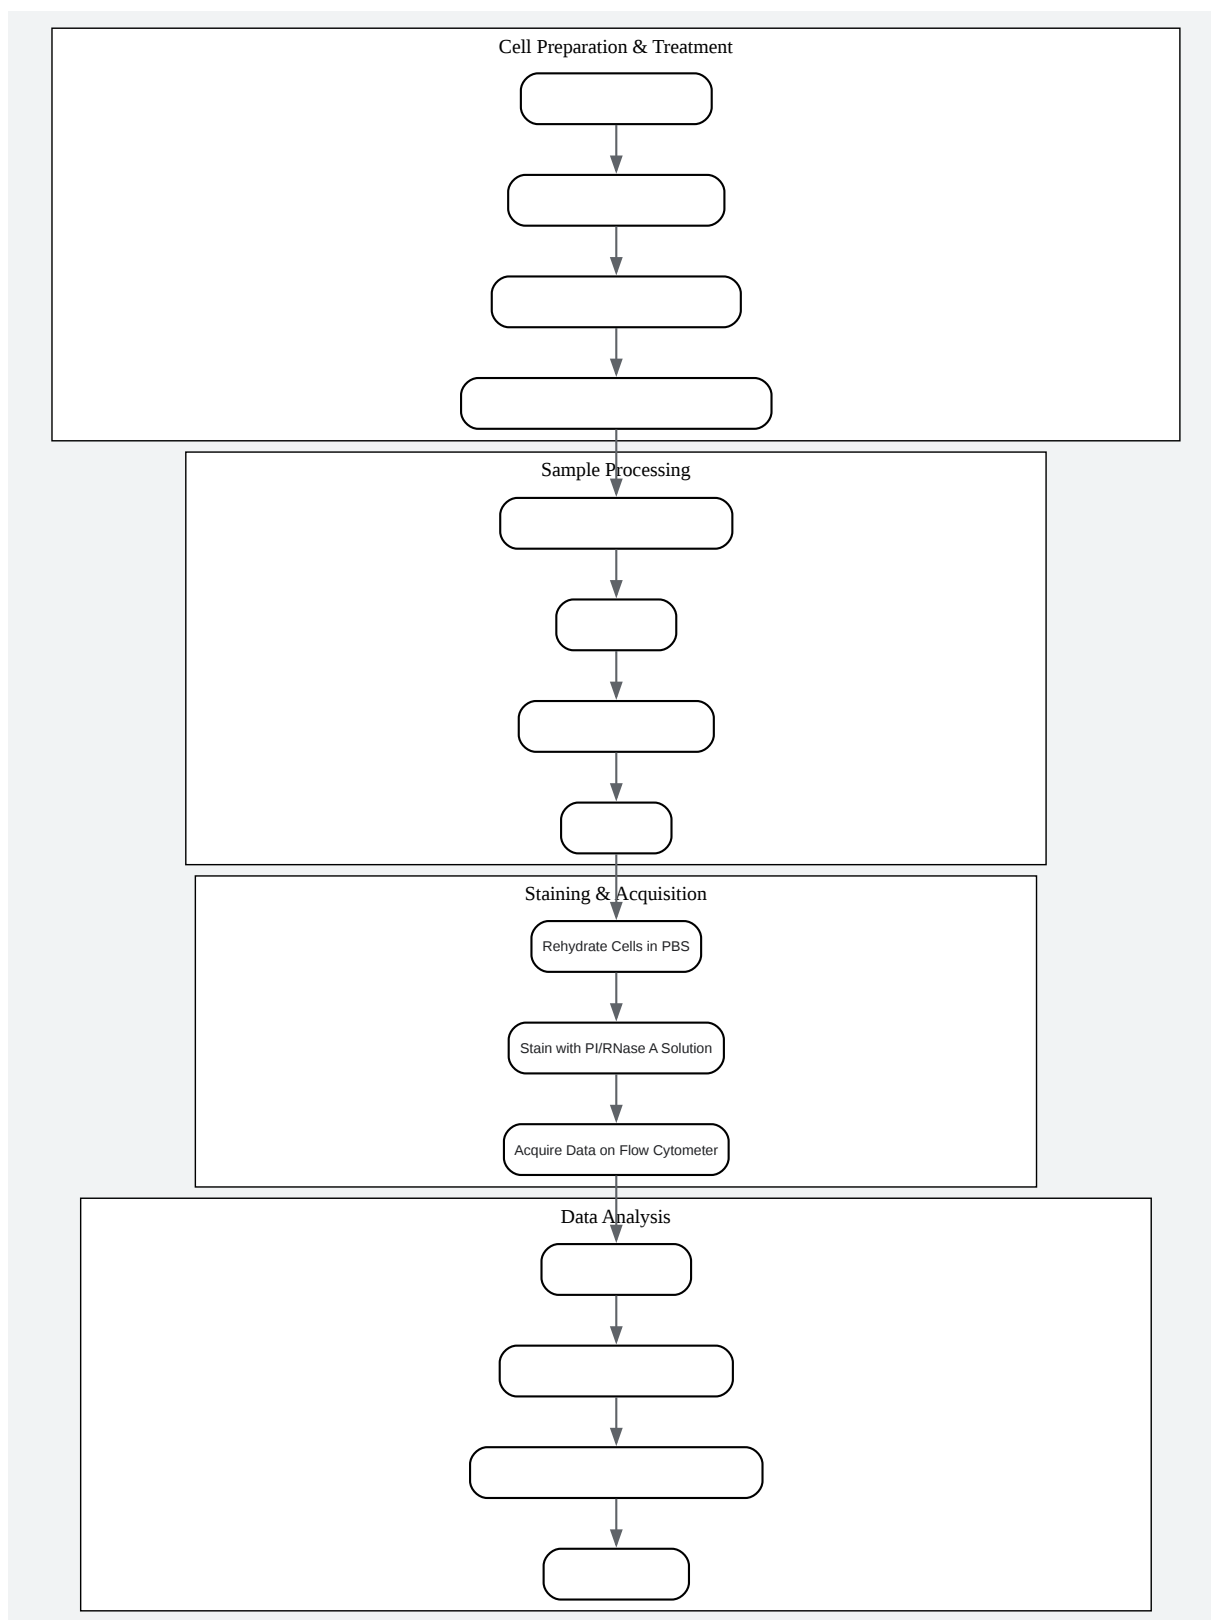 Cell Preparation & Treatment
Sample Processing
Staining & Acquisition
Rehydrate Cells in PBS
Stain with PI/RNase A Solution
Acquire Data on Flow Cytometer
Data Analysis